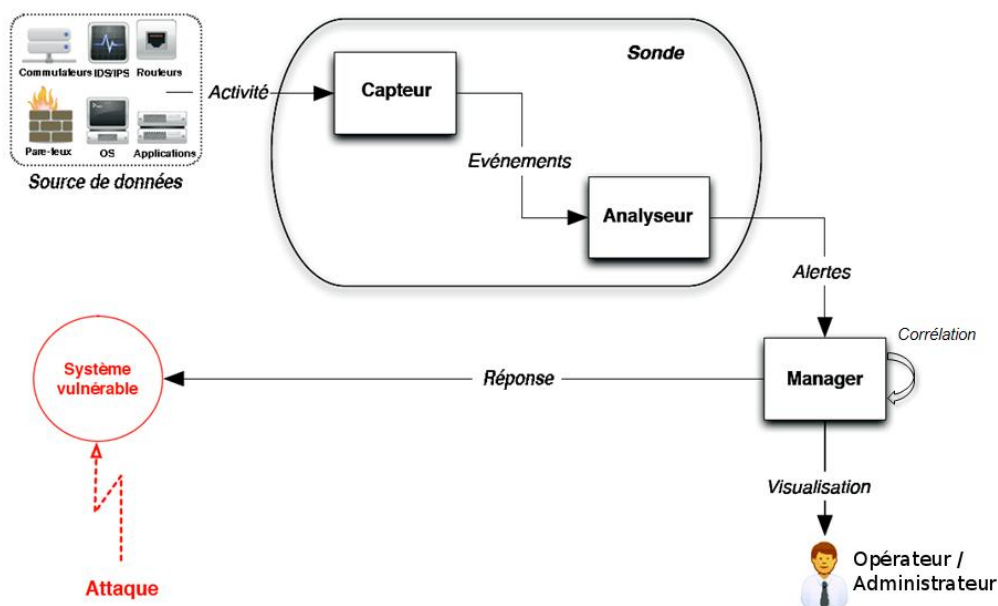 Sonde
Commutateurs IDS/IPS Routeurs
Activité
Capteur
Pare-feux OS Applications
Source de données
Evénements
Analyseur
Alertes
Corrélation
Système
vulnérable
Réponse
Manager
Visualisation
Opérateur /
Administrateur
Attaque